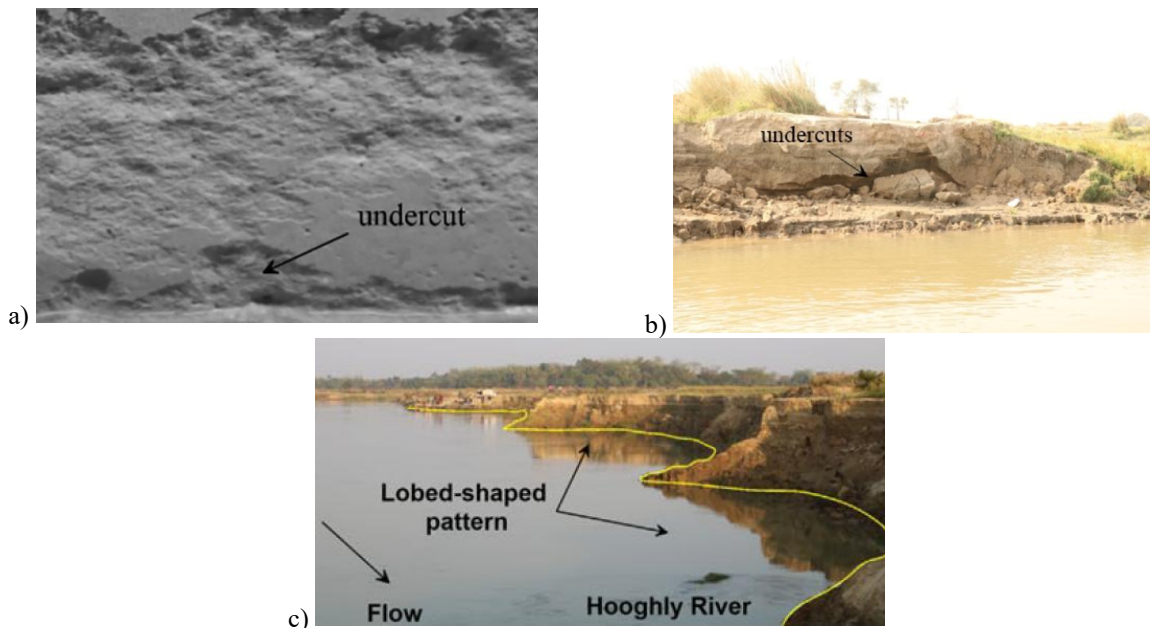 undercut
a)
undercuts
b)
Lobed-shaped
pattern
Flow
Hooghly River
c)